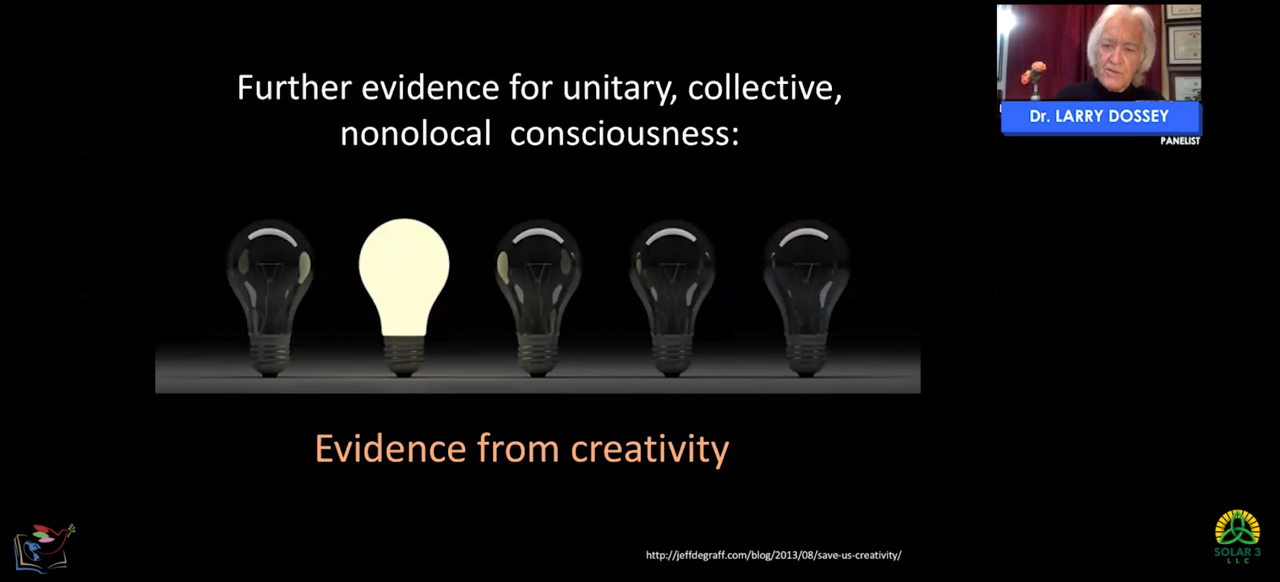 Further evidence for unitary, collective,
nonolocal consciousness:
Dr. LARRY DOSSEY
PANELIST
Evidence from creativity
http://jeffdegraff.com/blog/2013/08/save-us-creativity/
SOLAR 3
LLC